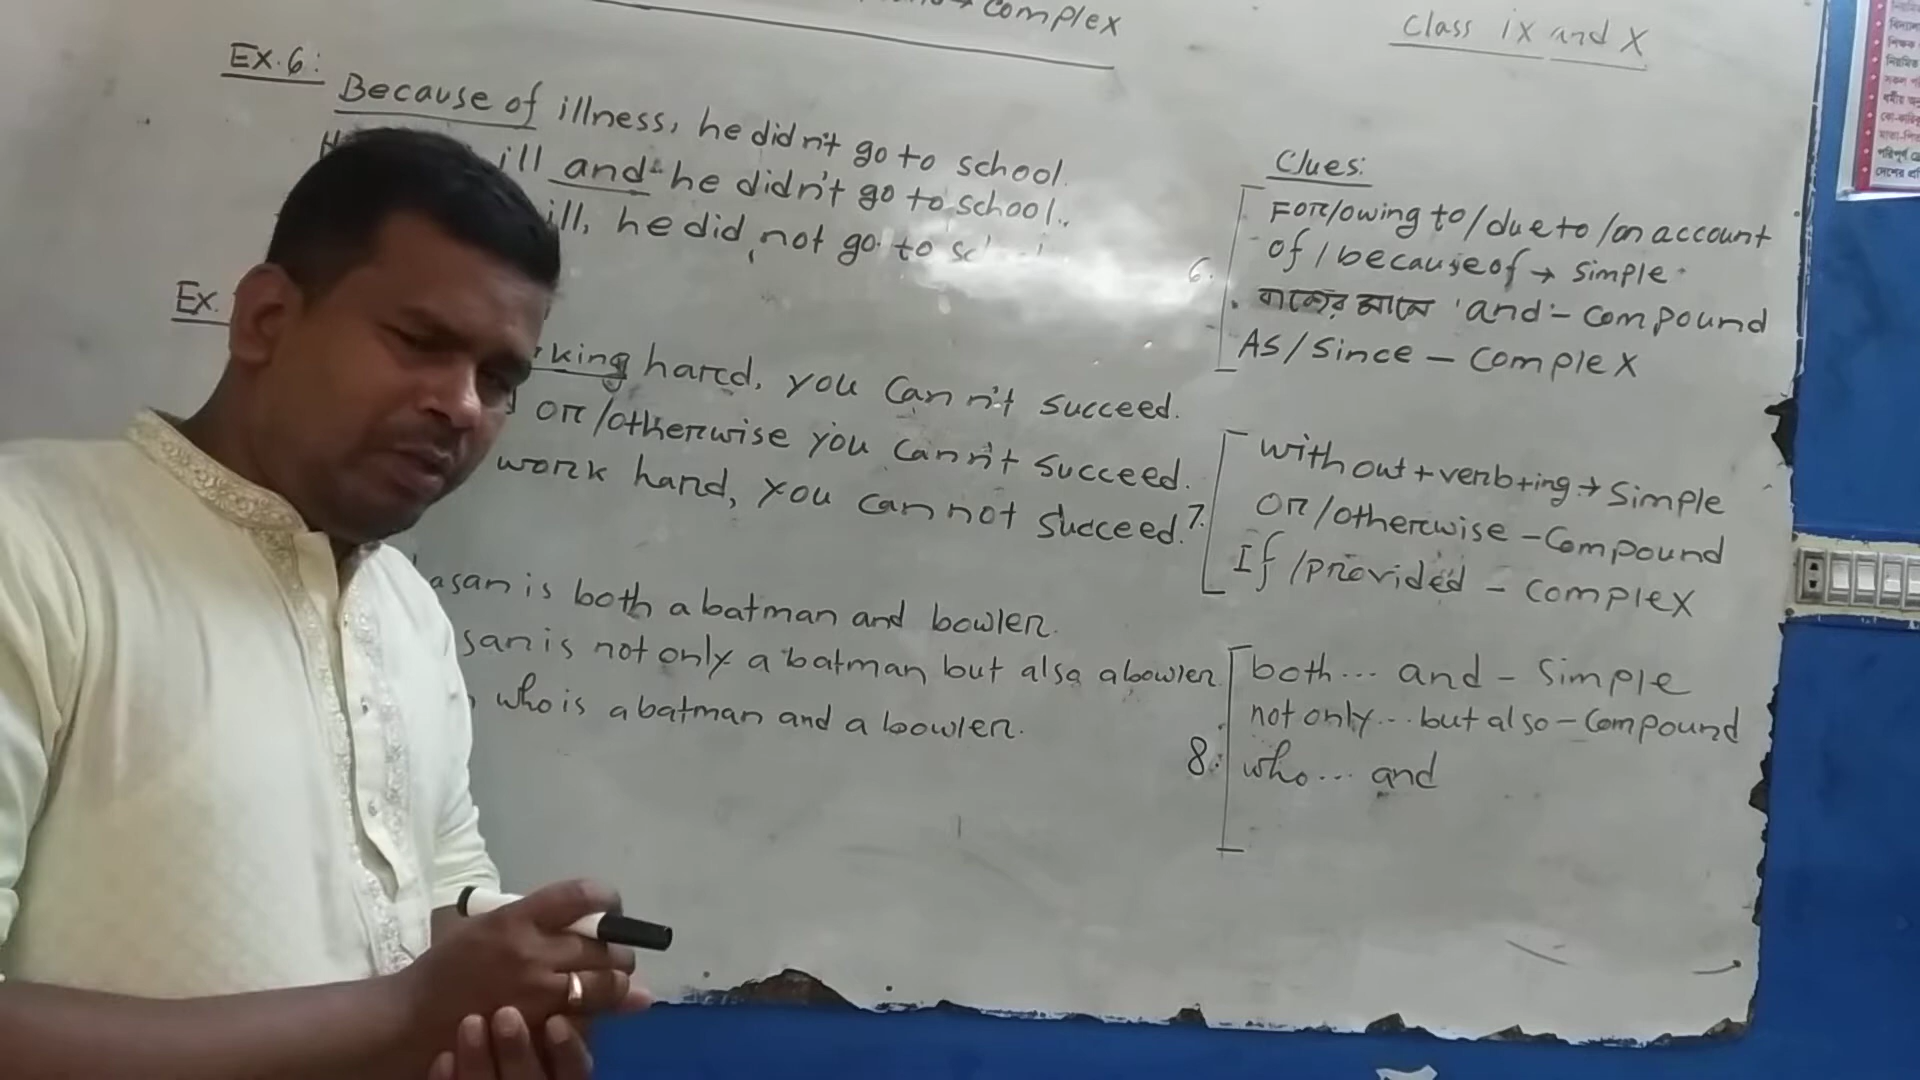 complex
Class ix and X
Ex.6:
Because of illness, he didn't go to school.
ill and he didn't go to school.
ill, he did not go to
Ex.
king hard, you Cann't Succeed.
or/otherwise you Cann't Succeed.
work hard, you can not succeed.
asan is both a batman and bowler.
san is not only a batman but also a bowler.
who is a batman and a bowler.
Clues:
6.
For/owing to/due to/on account
of/because of → simple
বাক্যের মাঝে 'and' - compound
As/Since - complex
7.
without+verb+ing → Simple
Or/otherwise - Compound
If/provided - complex
8.
both... and - Simple
not only... but also - Compound
who... and